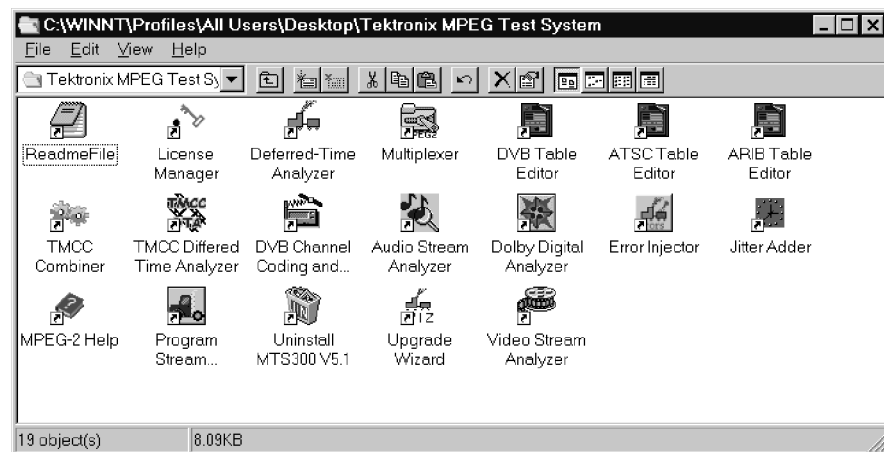 C:\WINNT\Profiles\All Users\Desktop\Tektronix MPEG Test System
File Edit View Help
Tektronix MPEG Test Sy
ReadmeFile
License
Manager
Deferred-Time
Analyzer
Multiplexer
DVB Table
Editor
ATSC Table
Editor
ARIB Table
Editor
TMCC
Combiner
TMCC Differed
Time Analyzer
DVB Channel
Coding and...
Audio Stream
Analyzer
Dolby Digital
Analyzer
Error Injector
Jitter Adder
MPEG-2 Help
Program
Stream...
Uninstall
MTS300 V5.1
Upgrade
Wizard
Video Stream
Analyzer
19 object(s) 8.09KB